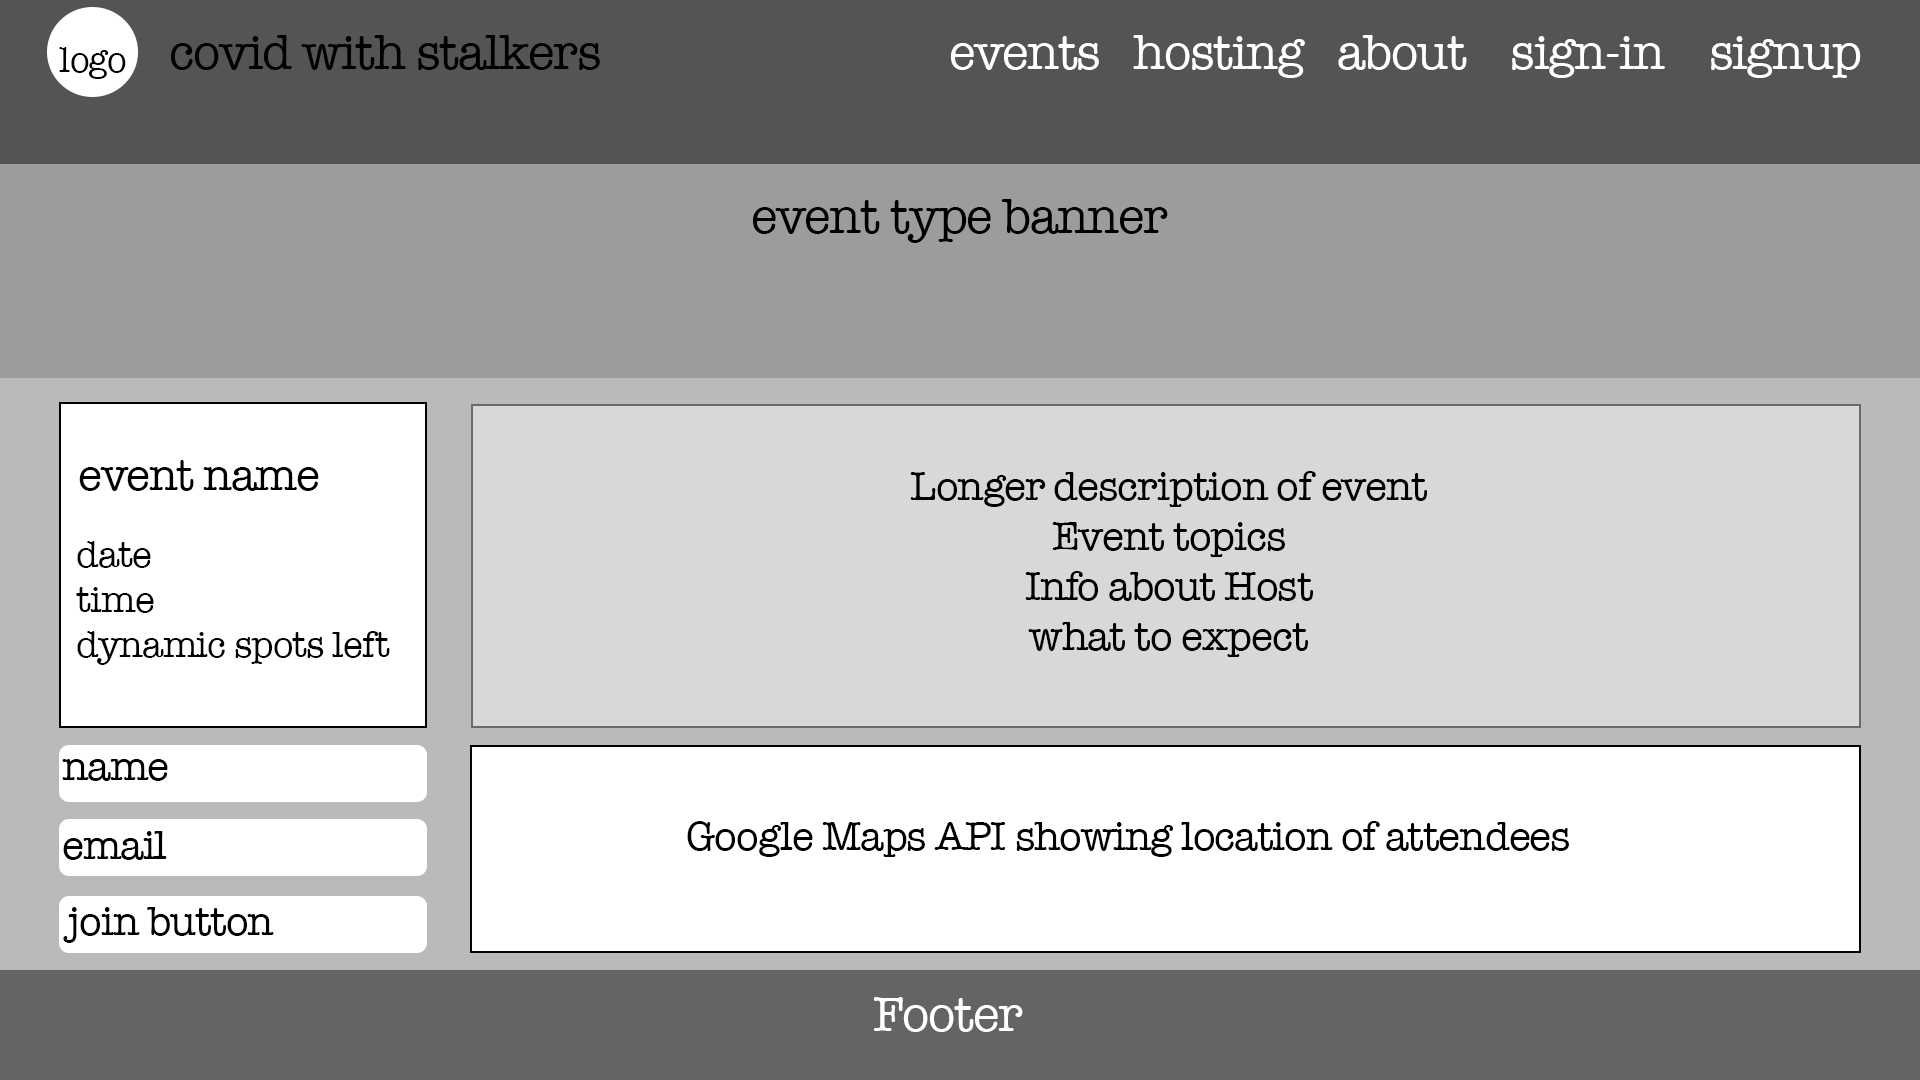 logo
covid with stalkers
events hosting about sign-in signup
event type banner
event name
date
time
dynamic spots left
Longer description of event
Event topics
Info about Host
what to expect
name
email
join button
Google Maps API showing location of attendees
Footer